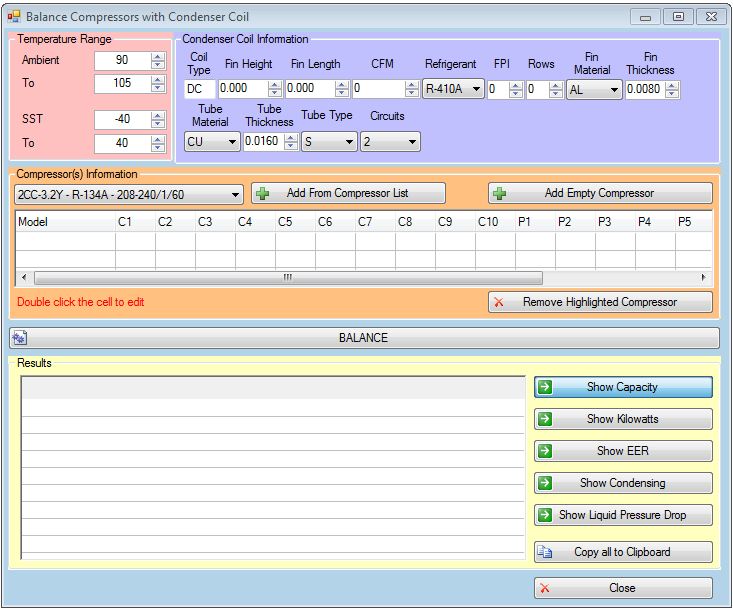 Balance Compressors with Condenser Coil
Temperature Range
Ambient 90
To 105
SST -40
To 40
Condenser Coil Information
Coil Type Fin Height Fin Length CFM Refrigerant FPI Rows Fin Material Fin Thickness
DC 0.000 0.000 0 R-410A 0 0 AL 0.0080
Tube Material Tube Thickness Tube Type Circuits
CU 0.0160 S 2
Compressor(s) Information
2CC-3.2Y - R-134A - 208-240/1/60 Add From Compressor List Add Empty Compressor
Model C1 C2 C3 C4 C5 C6 C7 C8 C9 C10 P1 P2 P3 P4 P5
Double click the cell to edit Remove Highlighted Compressor
BALANCE
Results
Show Capacity
Show Kilowatts
Show EER
Show Condensing
Show Liquid Pressure Drop
Copy all to Clipboard
Close